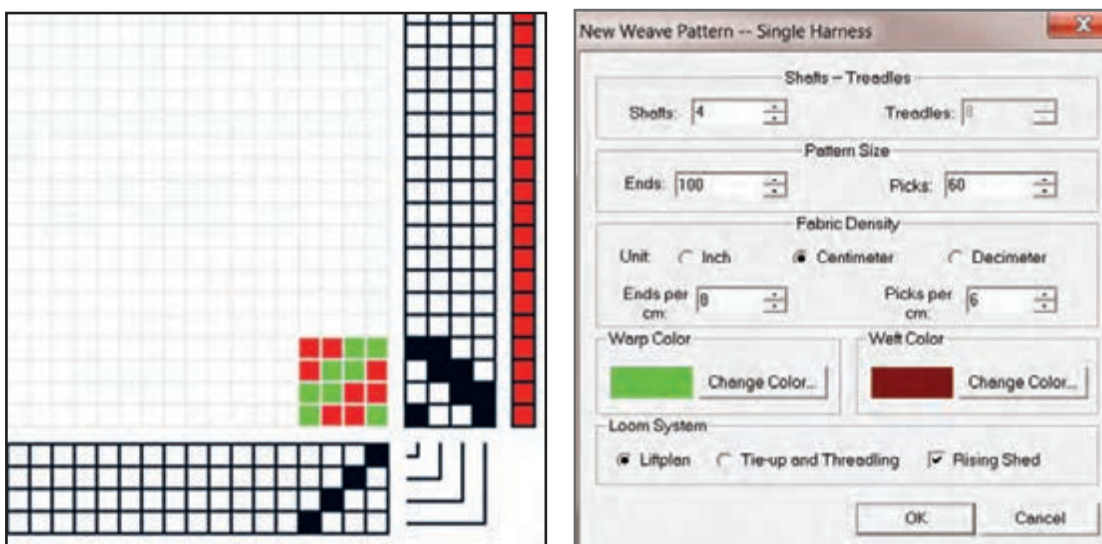 New Weave Pattern -- Single Harness
Shafts – Treadles
Shafts: 4 Treadles: 8
Pattern Size
Ends: 100 Picks: 60
Fabric Density
Unit: Inch Centimeter Decimeter
Ends per cm: 8 Picks per cm: 6
Warp Color Weft Color
Change Color... Change Color...
Loom System
Liftplan Tie-up and Threadling Rising Shed
OK Cancel